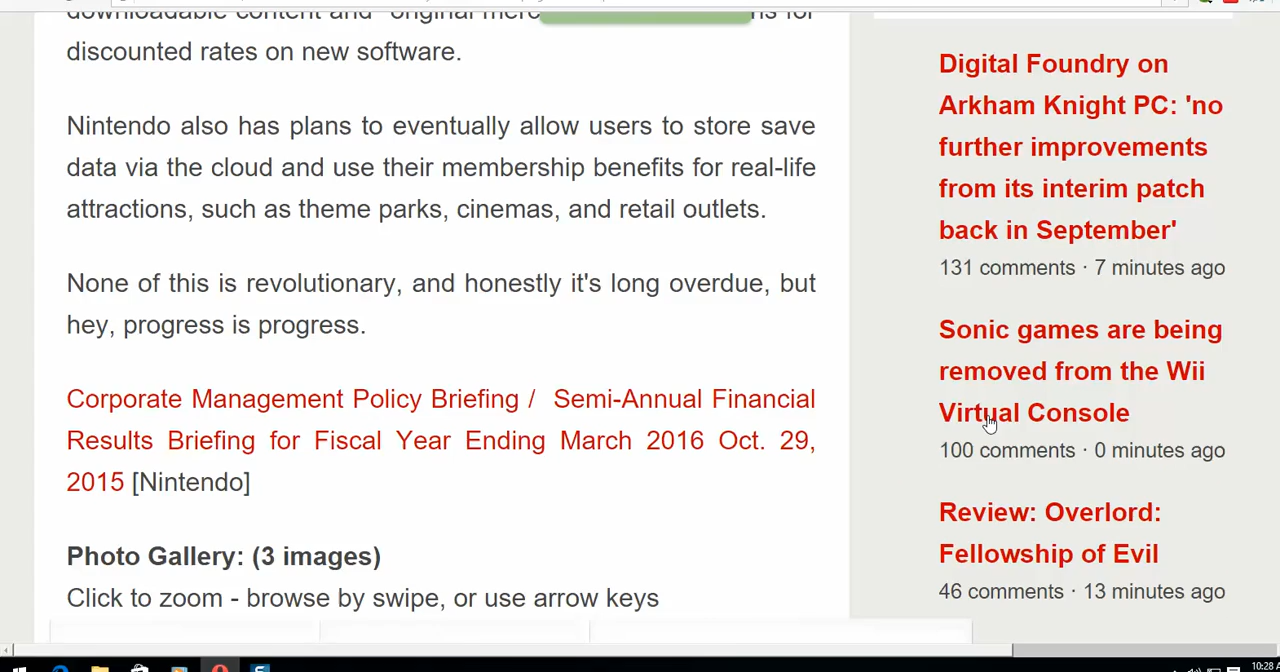 downloadable content and "original merc
ns for
discounted rates on new software.
Nintendo also has plans to eventually allow users to store save
data via the cloud and use their membership benefits for real-life
attractions, such as theme parks, cinemas, and retail outlets.
None of this is revolutionary, and honestly it's long overdue, but
hey, progress is progress.
Corporate Management Policy Briefing / Semi-Annual Financial
Results Briefing for Fiscal Year Ending March 2016 Oct. 29,
2015 [Nintendo]
Photo Gallery: (3 images)
Click to zoom - browse by swipe, or use arrow keys
Digital Foundry on
Arkham Knight PC: 'no
further improvements
from its interim patch
back in September'
131 comments · 7 minutes ago
Sonic games are being
removed from the Wii
Virtual Console
100 comments · 0 minutes ago
Review: Overlord:
Fellowship of Evil
46 comments · 13 minutes ago
10:28